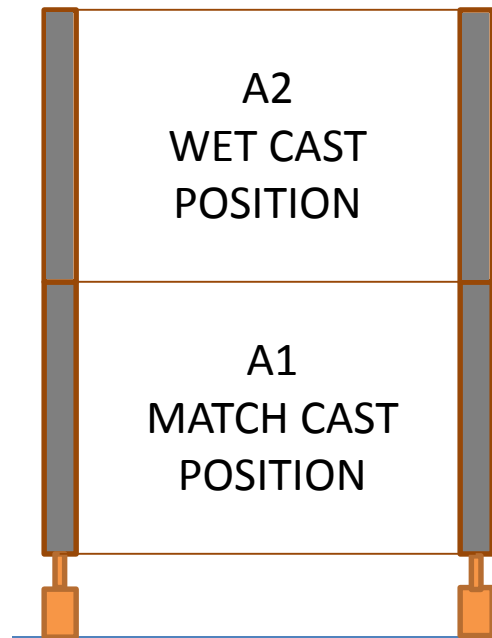 A2
WET CAST
POSITION
A1
MATCH CAST
POSITION